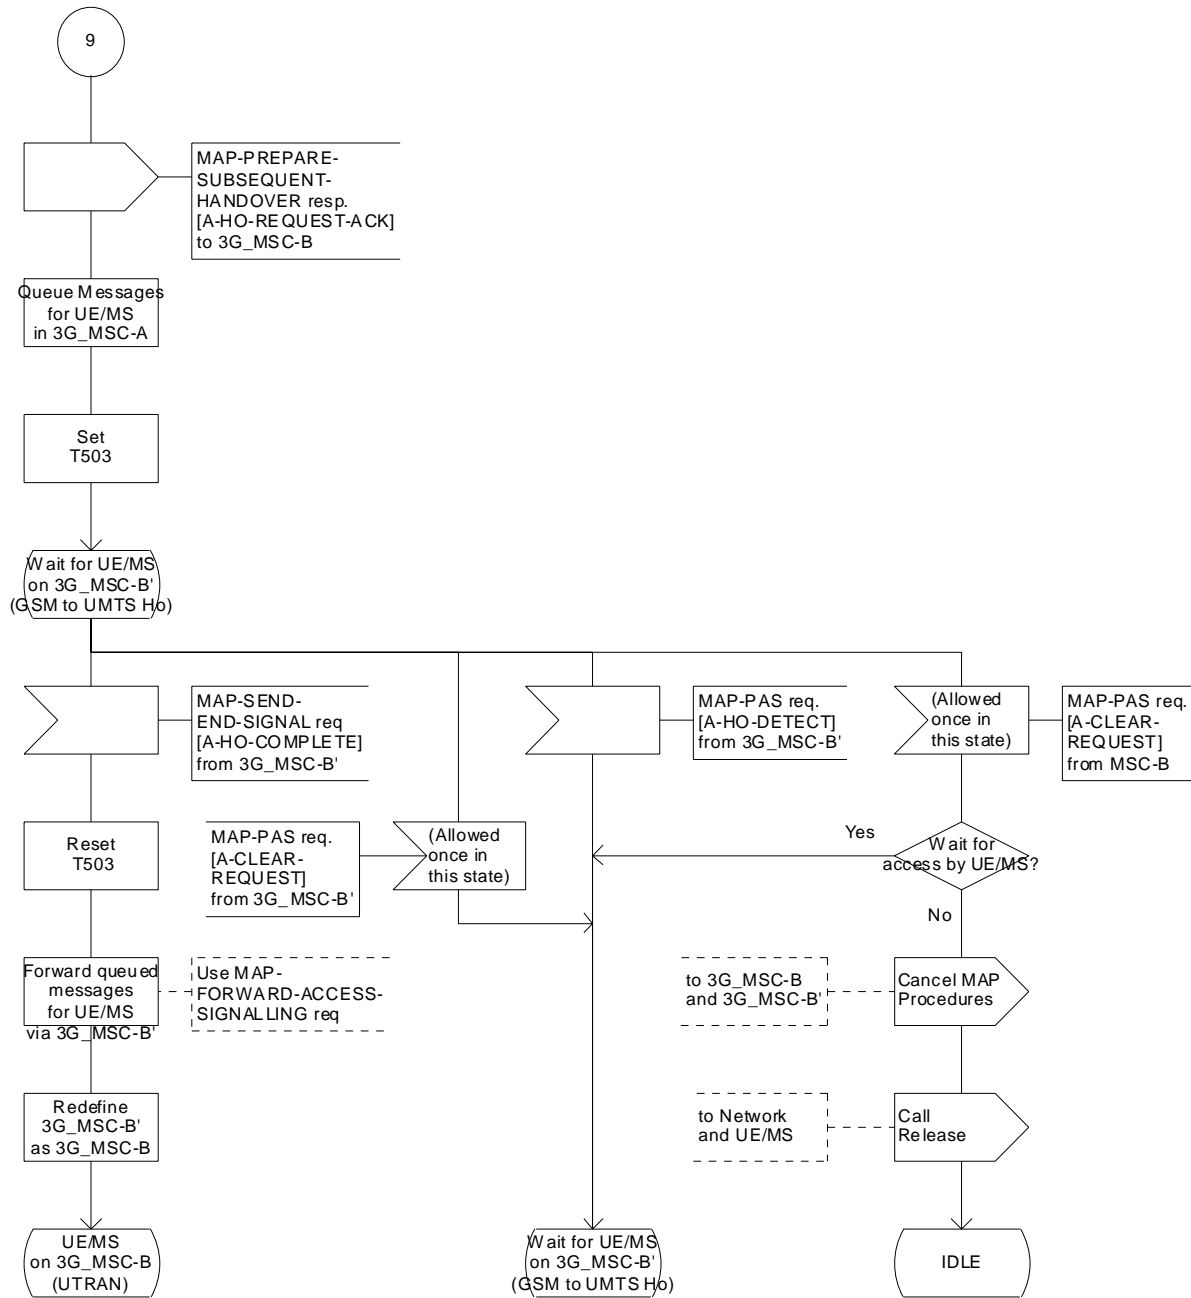 9
MAP-PREPARE-
SUBSEQUENT-
HANDOVER resp.
[A-HO-REQUEST-ACK]
to 3G_MSC-B
Queue Messages
for UE/MS
in 3G_MSC-A
Set
T503
Wait for UE/MS
on 3G_MSC-B'
(GSM to UMTS Ho)
MAP-SEND-
END-SIGNAL req
[A-HO-COMPLETE]
from 3G_MSC-B'
MAP-PAS req.
[A-HO-DETECT]
from 3G_MSC-B'
(Allowed
once in
this state)
MAP-PAS req.
[A-CLEAR-
REQUEST]
from MSC-B
Reset
T503
MAP-PAS req.
[A-CLEAR-
REQUEST]
from 3G_MSC-B'
(Allowed
once in
this state)
Yes
Wait for
access by UE/MS?
No
Forward queued
messages
for UE/MS
via 3G_MSC-B'
Use MAP-
FORWARD-ACCESS-
SIGNALLING req
to 3G_MSC-B
and 3G_MSC-B'
Cancel MAP
Procedures
Redefine
3G_MSC-B'
as 3G_MSC-B
to Network
and UE/MS
Call
Release
UE/MS
on 3G_MSC-B
(UTRAN)
Wait for UE/MS
on 3G_MSC-B'
(GSM to UMTS Ho)
IDLE